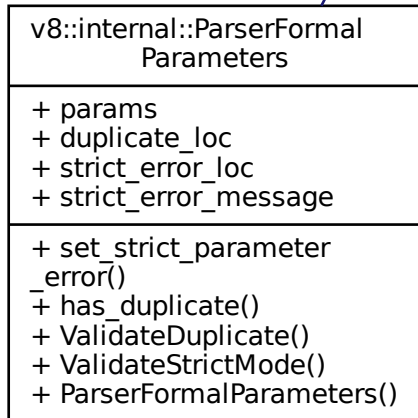 v8::internal::ParserFormal
Parameters
+ params
+ duplicate_loc
+ strict_error_loc
+ strict_error_message
+ set_strict_parameter
_error()
+ has_duplicate()
+ ValidateDuplicate()
+ ValidateStrictMode()
+ ParserFormalParameters()